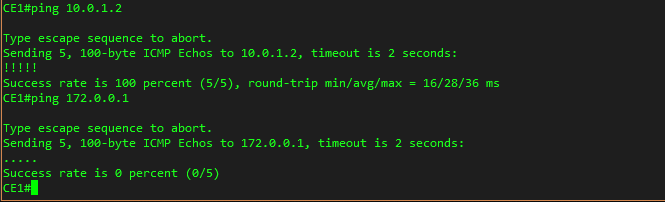 CE1#ping 10.0.1.2
Type escape sequence to abort.
Sending 5, 100-byte ICMP Echos to 10.0.1.2, timeout is 2 seconds:
!!!!!
Success rate is 100 percent (5/5), round-trip min/avg/max = 16/28/36 ms
CE1#ping 172.0.0.1
Type escape sequence to abort.
Sending 5, 100-byte ICMP Echos to 172.0.0.1, timeout is 2 seconds:
.....
Success rate is 0 percent (0/5)
CE1#